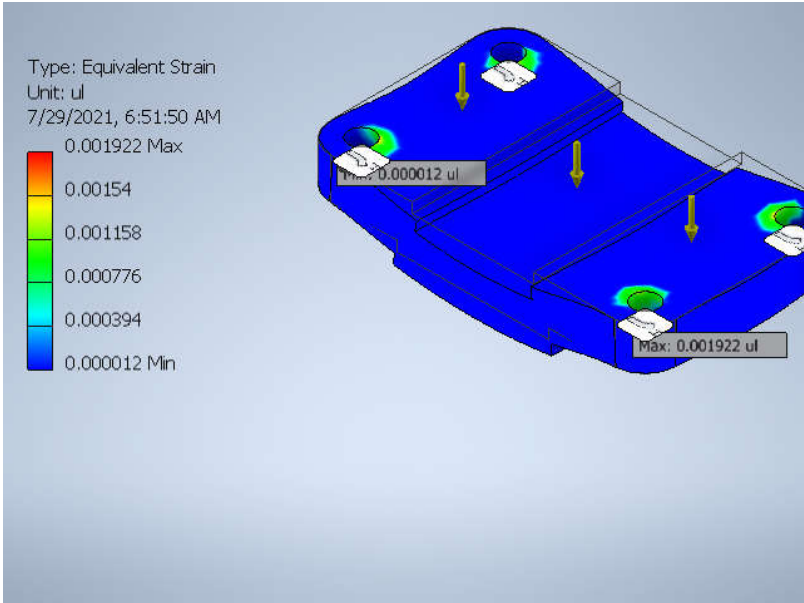 Type: Equivalent Strain
Unit: ul
7/29/2021, 6:51:50 AM
0.001922 Max
0.00154
0.001158
0.000776
0.000394
0.000012 Min
Min: 0.000012 ul
Max: 0.001922 ul